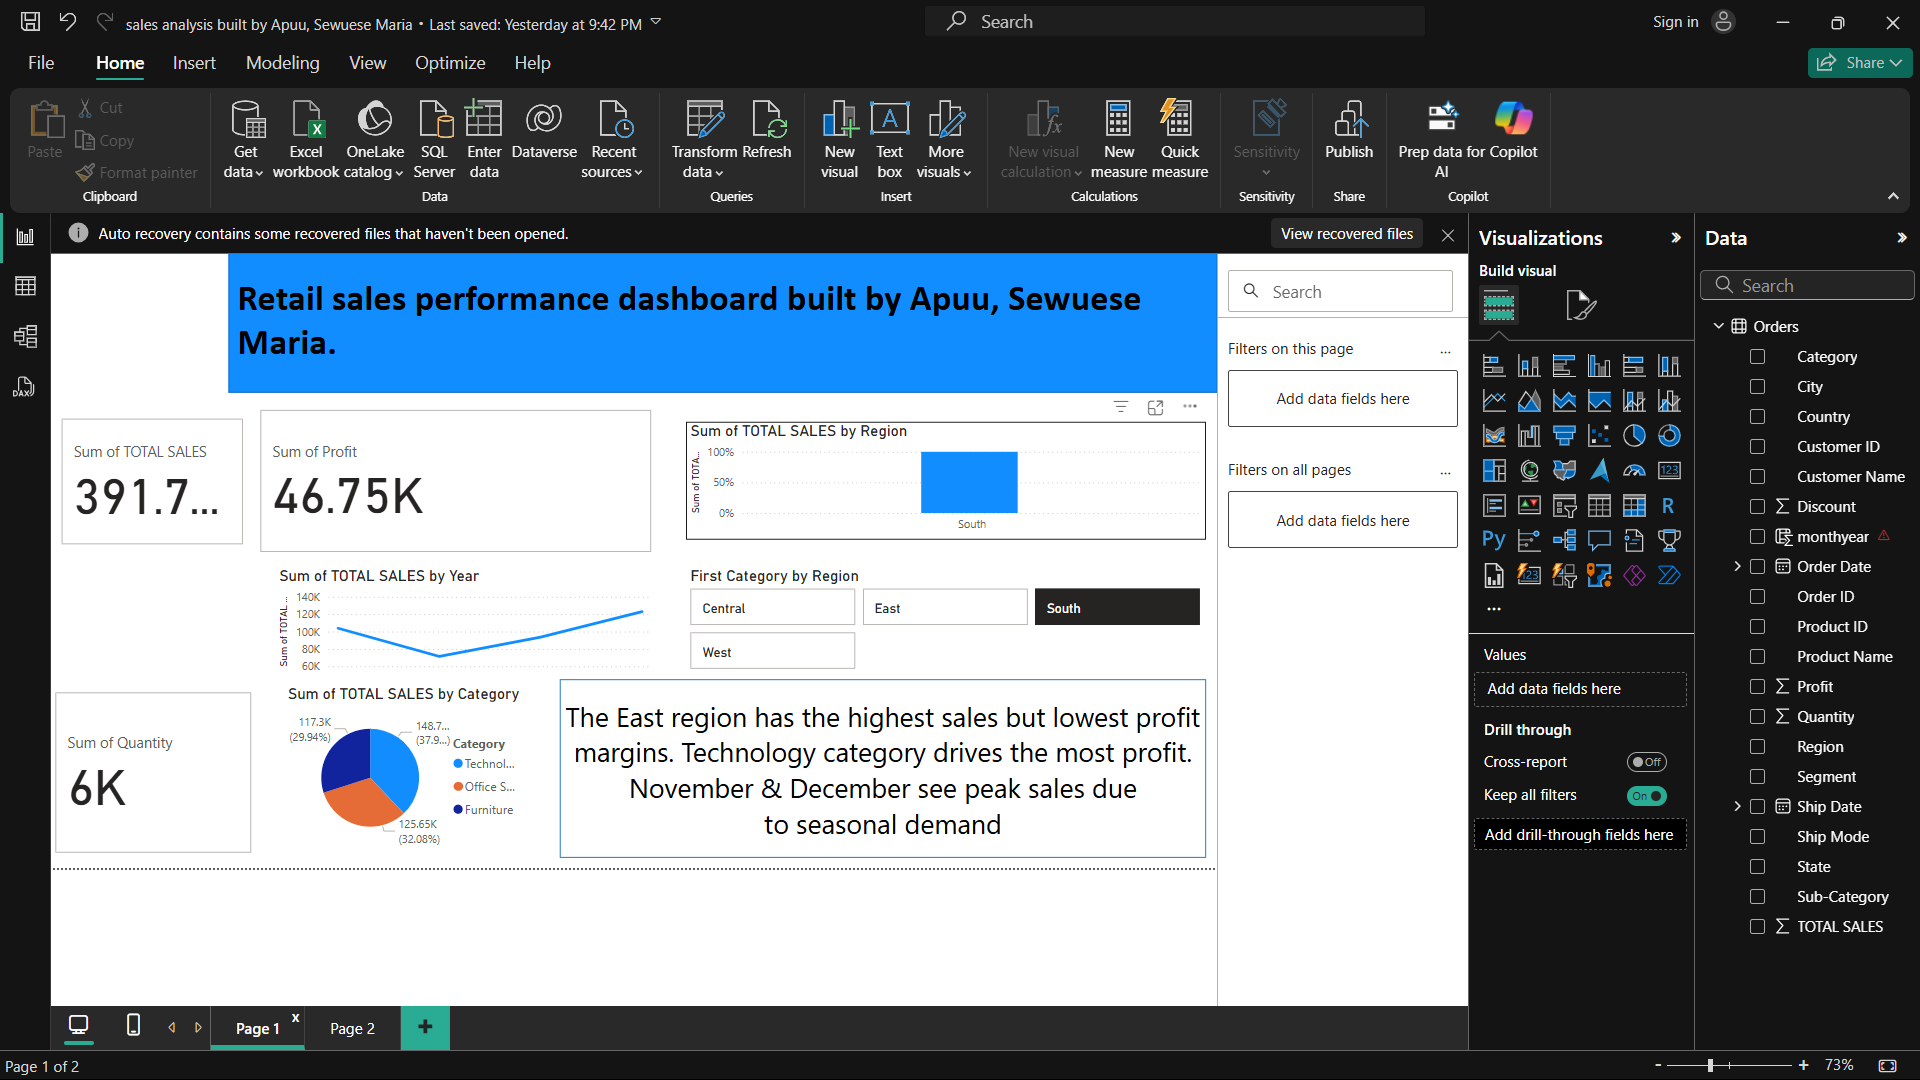 sales analysis built by Apuu, Sewuese Maria • Last saved: Yesterday at 9:42 PM
Search
Sign in
File Home Insert Modeling View Optimize Help
Share
Paste
Cut
Copy
Format painter
Clipboard
Get data
Excel workbook
OneLake catalog
SQL Server
Enter data
Dataverse
Recent sources
Data
Transform data
Refresh
Queries
New visual
Text box
More visuals
Insert
New visual calculation
New measure
Quick measure
Calculations
Sensitivity
Sensitivity
Publish
Share
Prep data for AI
Copilot
Copilot
Auto recovery contains some recovered files that haven't been opened.
View recovered files
Retail sales performance dashboard built by Apuu, Sewuese
Maria.
Sum of TOTAL SALES
391.7...
Sum of Profit
46.75K
Sum of TOTAL SALES by Region
Sum of TOTA...
100%
50%
0%
South
Sum of TOTAL SALES by Year
Sum of TOTAL ...
140K
120K
100K
80K
60K
First Category by Region
Central
East
South
West
Sum of Quantity
6K
Sum of TOTAL SALES by Category
117.3K
(29.94%)
148.7...
(37.9...)
125.65K
(32.08%)
Category
Technol...
Office S...
Furniture
The East region has the highest sales but lowest profit
margins. Technology category drives the most profit.
November & December see peak sales due
to seasonal demand
Search
Filters on this page
...
Add data fields here
Filters on all pages
...
Add data fields here
Visualizations
Build visual
123
R
Py
123
...
Values
Add data fields here
Drill through
Cross-report
Off
Keep all filters
On
Add drill-through fields here
Data
Search
Orders
Category
City
Country
Customer ID
Customer Name
Discount
monthyear
Order Date
Order ID
Product ID
Product Name
Profit
Quantity
Region
Segment
Ship Date
Ship Mode
State
Sub-Category
TOTAL SALES
DAX
Page 1
x
Page 2
+
Page 1 of 2
- + 73%